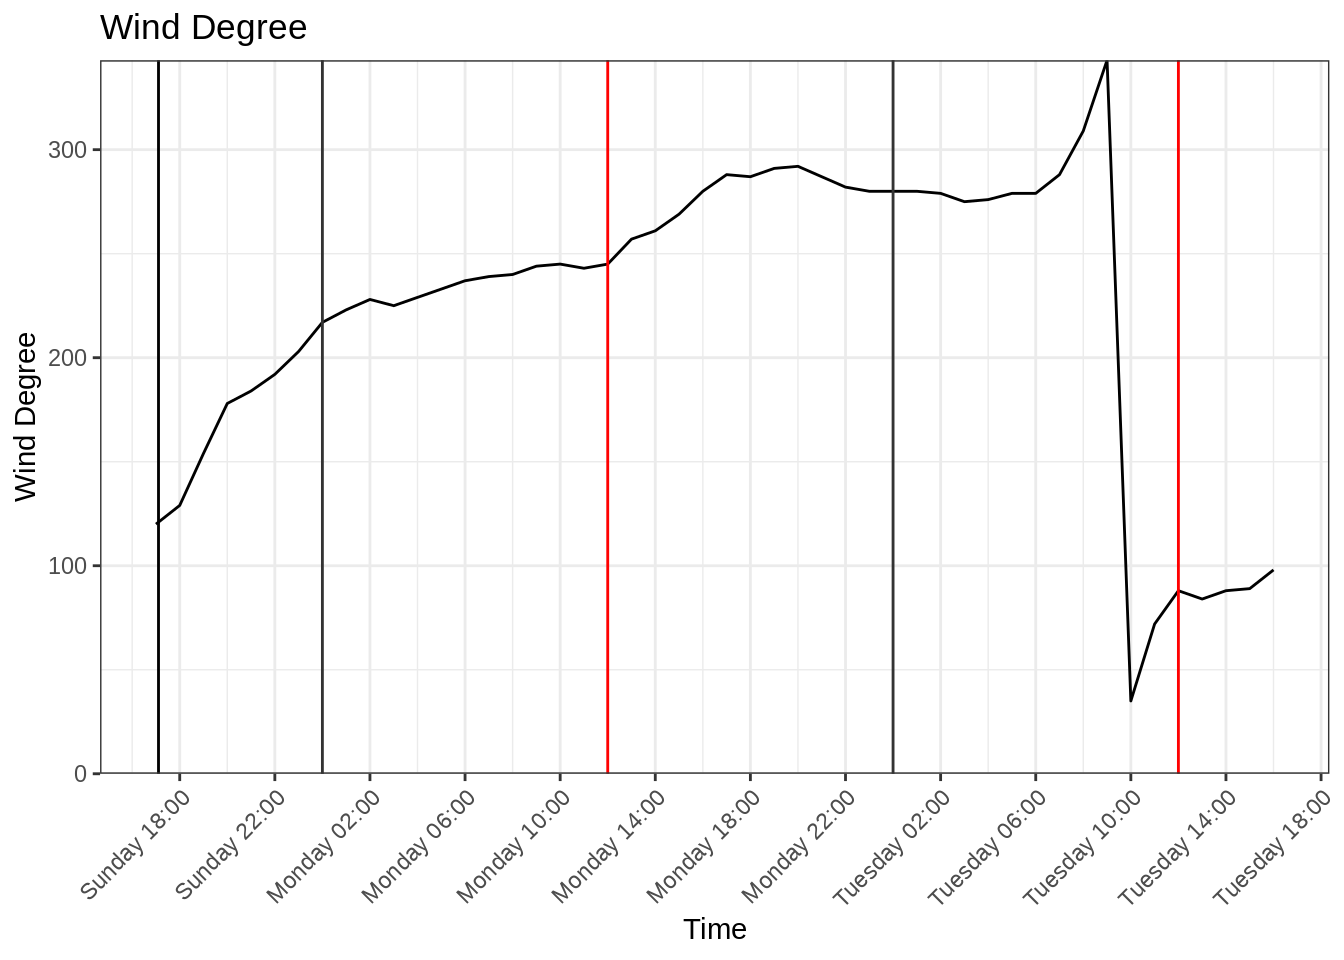 Wind Degree
Wind Degree
300
200
100
0
Sunday 18:00
Sunday 22:00
Monday 02:00
Monday 06:00
Monday 10:00
Monday 14:00
Monday 18:00
Monday 22:00
Tuesday 02:00
Tuesday 06:00
Tuesday 10:00
Tuesday 14:00
Tuesday 18:00
Time